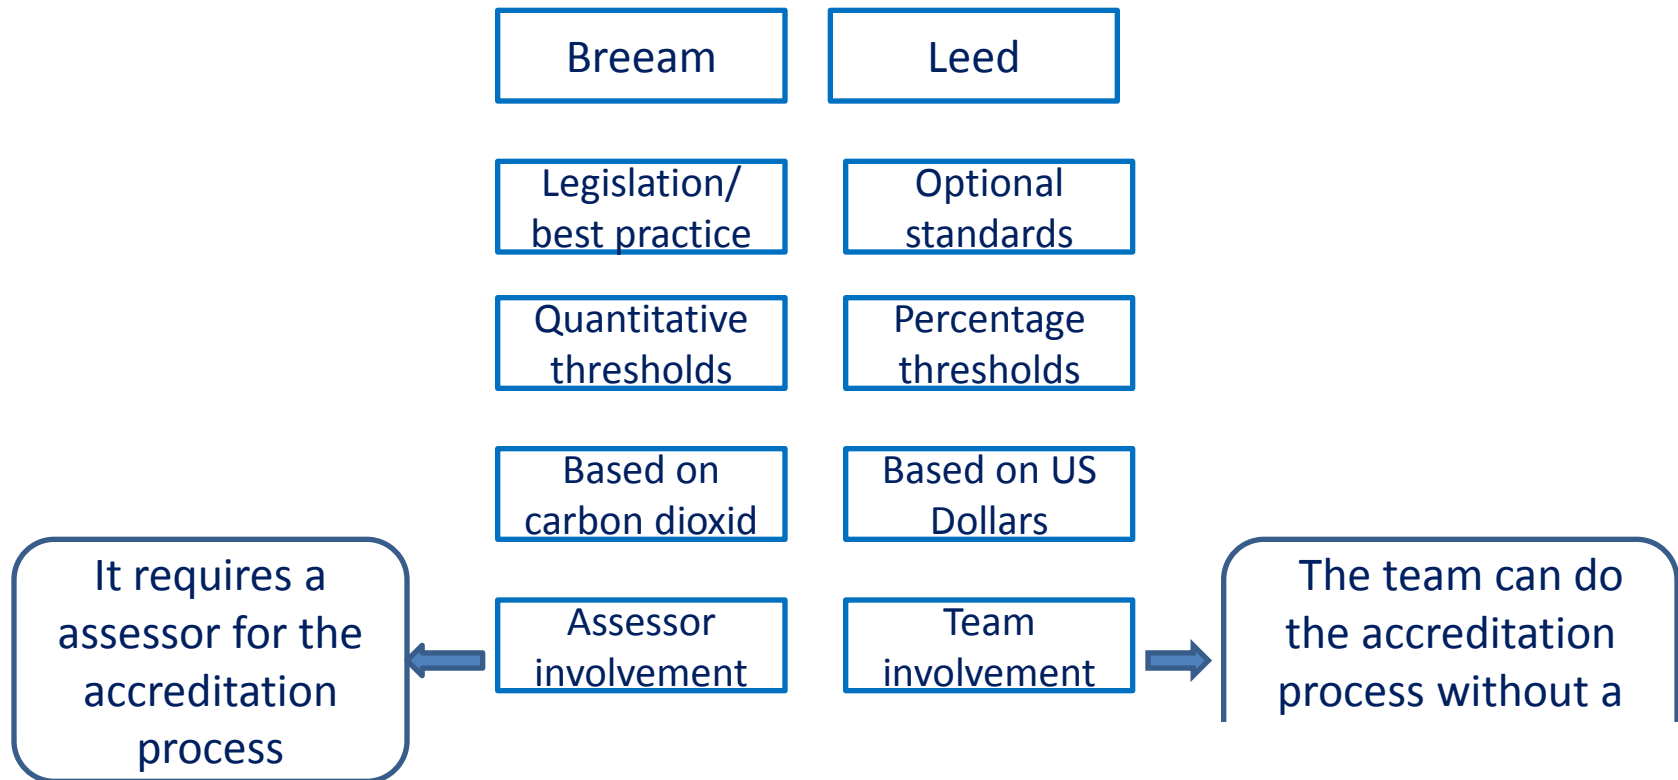 Breeam
Leed
Legislation/
best practice
Optional
standards
Quantitative
thresholds
Percentage
thresholds
Based on
carbon dioxid
Based on US
Dollars
It requires a
assessor for the
accreditation
process
Assessor
involvement
Team
involvement
The team can do
the accreditation
process without a